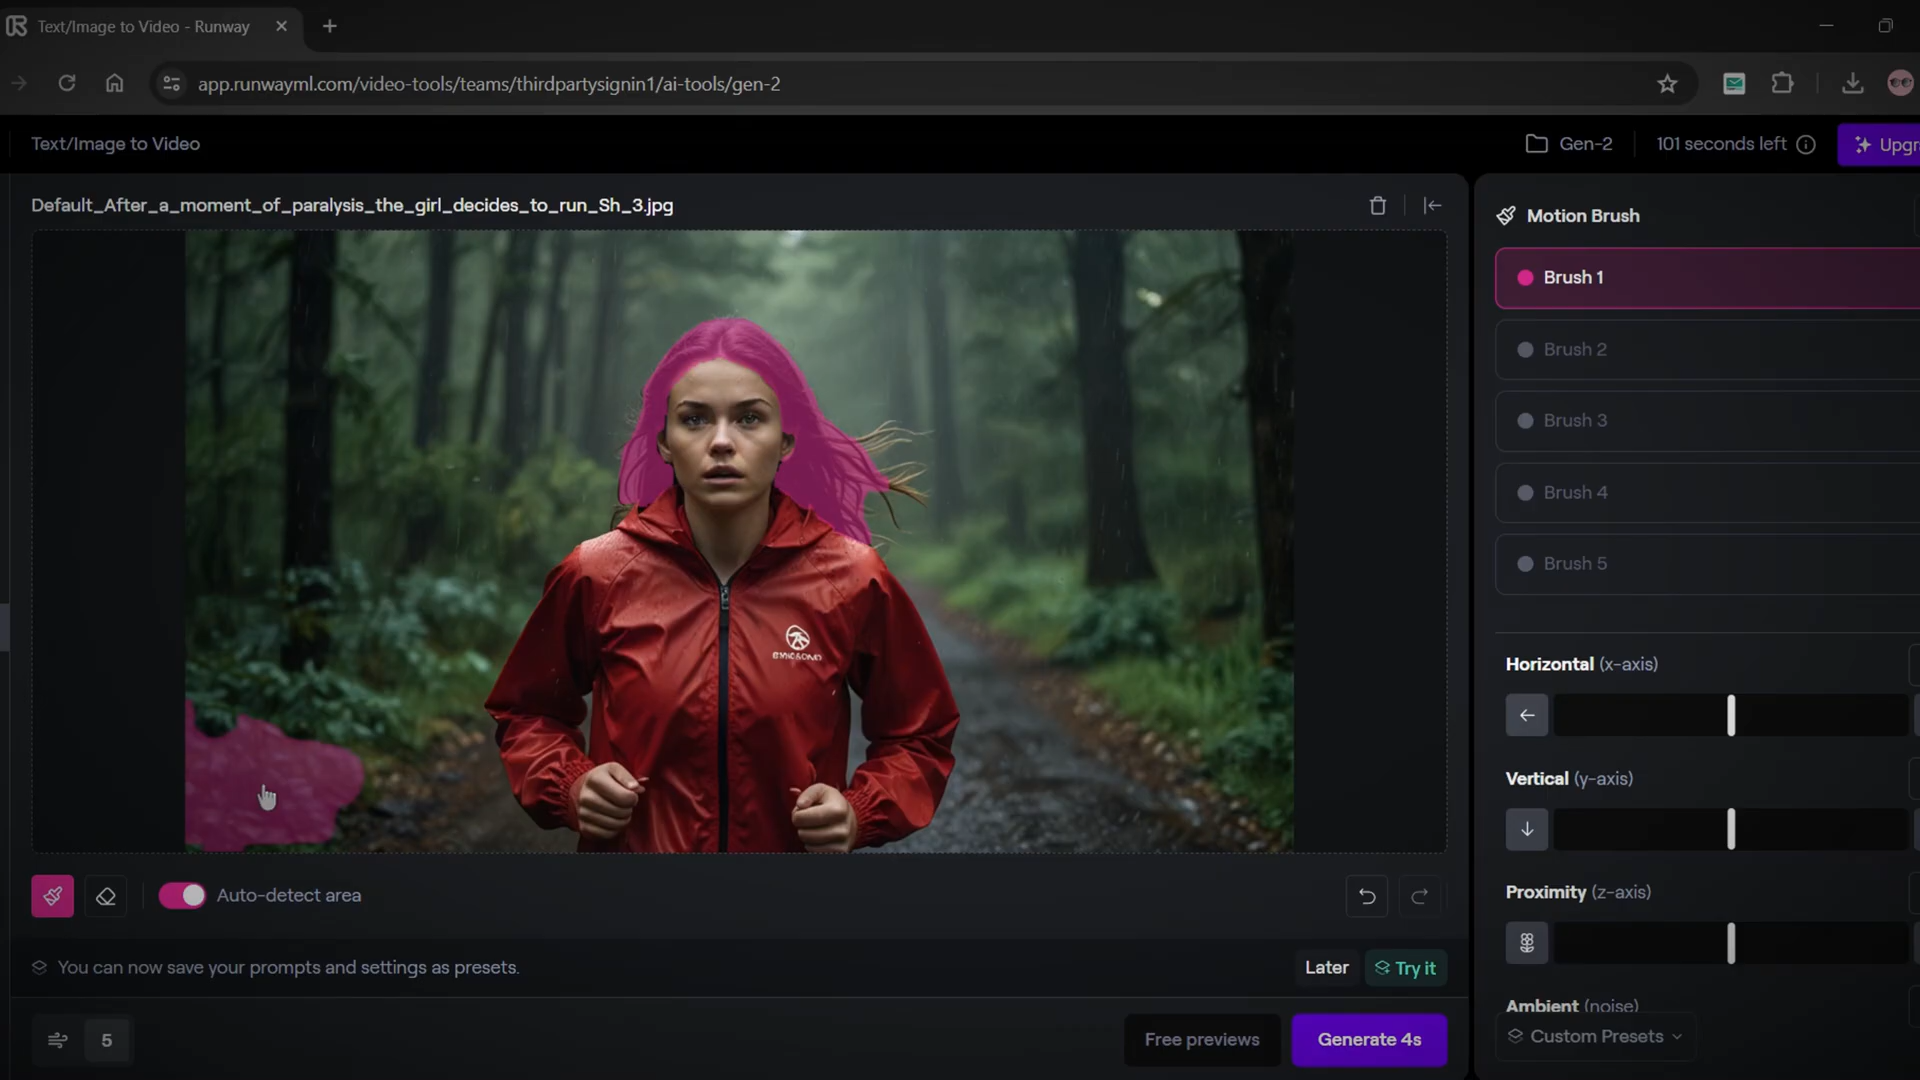 Text/Image to Video - Runway
app.runwayml.com/video-tools/teams/thirdpartysignin1/ai-tools/gen-2
Text/Image to Video
Gen-2
101 seconds left
Upgr
Default_After_a_moment_of_paralysis_the_girl_decides_to_run_Sh_3.jpg
Motion Brush
Brush 1
Brush 2
Brush 3
Brush 4
Brush 5
Horizontal (x-axis)
Vertical (y-axis)
Proximity (z-axis)
Ambient (noise)
Custom Presets
Auto-detect area
You can now save your prompts and settings as presets.
Later
Try it
5
Free previews
Generate 4s